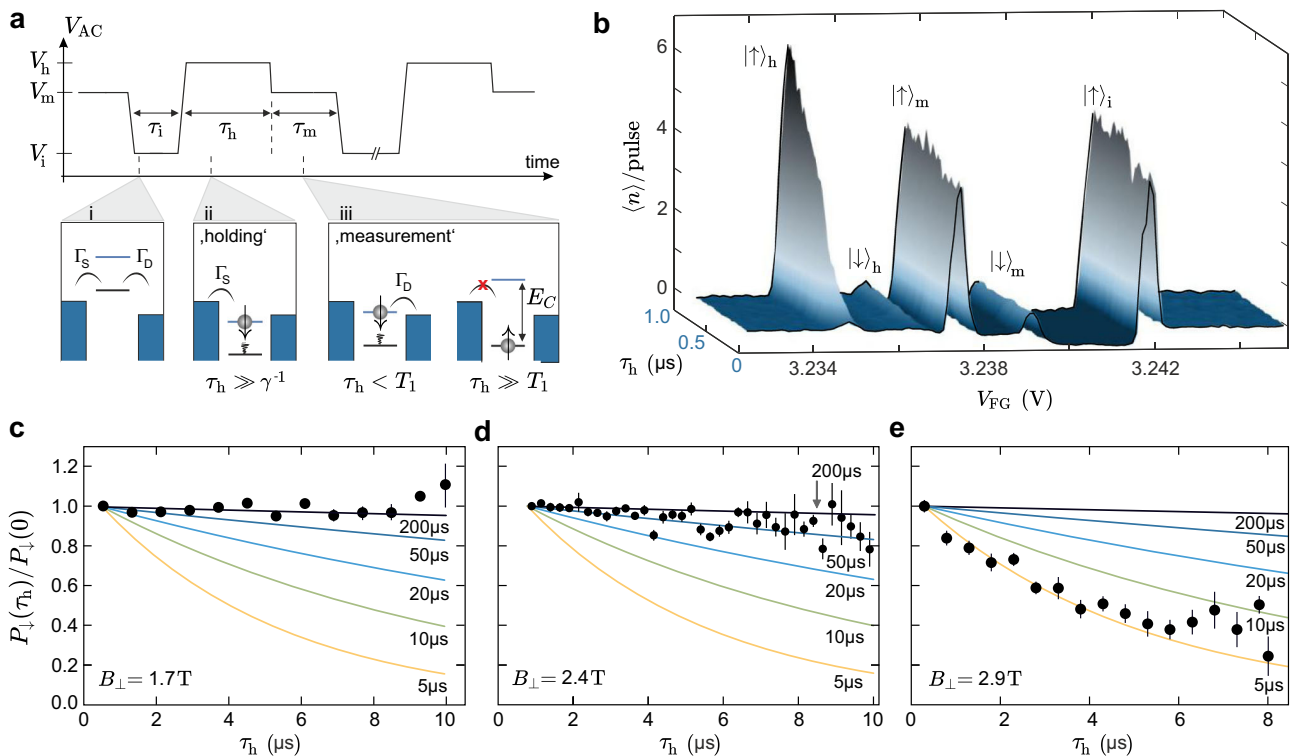 a
V_AC
V_h
V_m
V_i
τ_i
τ_h
τ_m
time
i
ii
iii
‚holding‘
‚measurement‘
Γ_S
Γ_D
Γ_S
Γ_D
x
E_C
τ_h ≫ γ^-1
τ_h < T_1
τ_h ≫ T_1
b
⟨n⟩/pulse
6
4
2
0
|↑⟩_h
|↑⟩_m
|↑⟩_i
|↓⟩_h
|↓⟩_m
1.0
0.5
0
τ_h (µs)
3.234
3.238
3.242
V_FG (V)
c
P_↓(τ_h)/P_↓(0)
1.2
1.0
0.8
0.6
0.4
0.2
0.0
200µs
50µs
20µs
10µs
5µs
B_⊥= 1.7T
0 2 4 6 8 10
τ_h (µs)
d
200µs
50µs
20µs
10µs
5µs
B_⊥= 2.4T
0 2 4 6 8 10
τ_h (µs)
e
200µs
50µs
20µs
10µs
5µs
B_⊥= 2.9T
0 2 4 6 8
τ_h (µs)